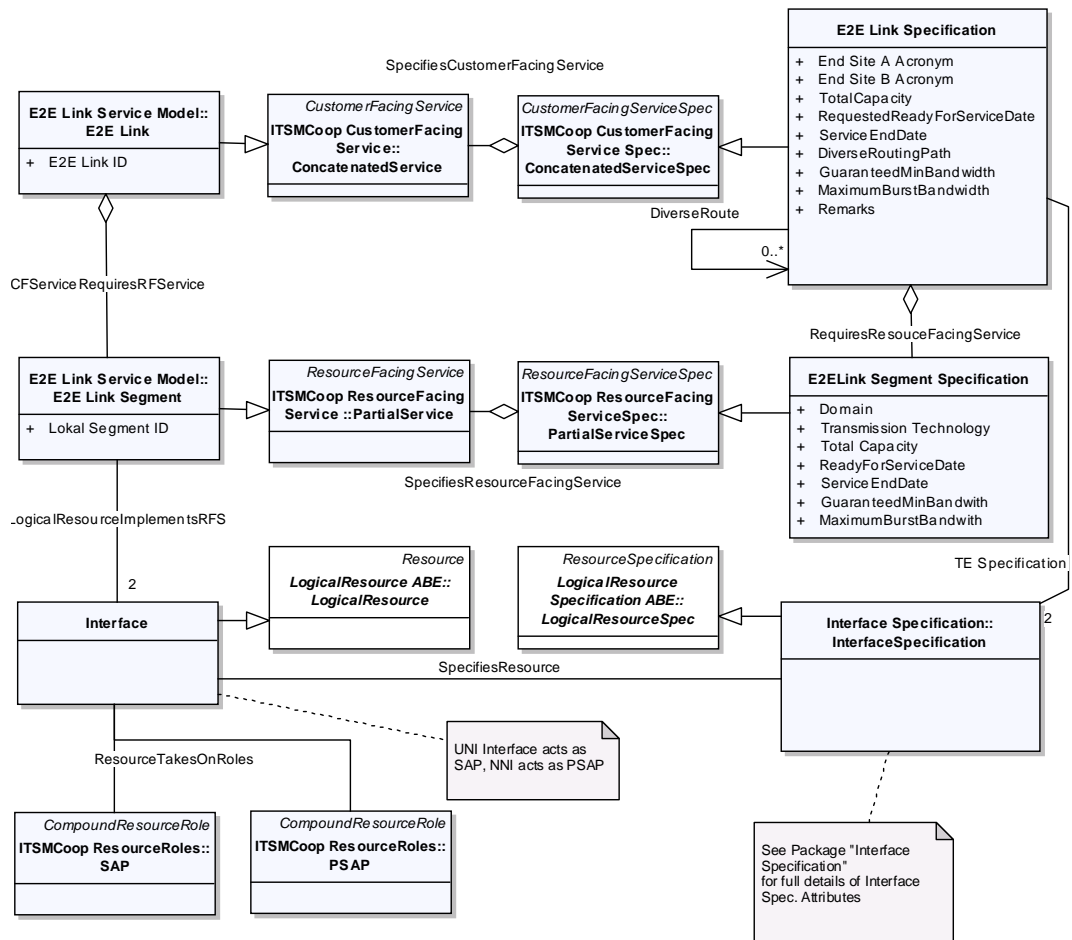 E2E Link Specification
+ End Site A Acronym
+ End Site B Acronym
+ TotalCapacity
+ RequestedReadyForServiceDate
+ ServiceEndDate
+ DiverseRoutingPath
+ GuaranteedMinBandwidth
+ MaximumBurstBandwidth
+ Remarks
SpecifiesCustomerFacingService
E2E Link Service Model::
E2E Link
+ E2E Link ID
CustomerFacingService
ITSMCoop CustomerFacing
Service::
ConcatenatedService
CustomerFacingServiceSpec
ITSMCoop CustomerFacing
Service Spec::
ConcatenatedServiceSpec
DiverseRoute
0..*
CFServiceRequiresRFService
RequiresResouceFacingService
E2E Link Service Model::
E2E Link Segment
+ Lokal Segment ID
ResourceFacingService
ITSMCoop ResourceFacing
Service ::PartialService
ResourceFacingServiceSpec
ITSMCoop ResourceFacing
ServiceSpec::
PartialServiceSpec
E2ELink Segment Specification
+ Domain
+ Transmission Technology
+ Total Capacity
+ ReadyForServiceDate
+ ServiceEndDate
+ GuaranteedMinBandwith
+ MaximumBurstBandwith
SpecifiesResourceFacingService
LogicalResourceImplementsRFS
2
TE Specification
2
Interface
Resource
LogicalResource ABE::
LogicalResource
ResourceSpecification
LogicalResource
Specification ABE::
LogicalResourceSpec
Interface Specification::
InterfaceSpecification
SpecifiesResource
UNI Interface acts as
SAP, NNI acts as PSAP
ResourceTakesOnRoles
CompoundResourceRole
ITSMCoop ResourceRoles::
SAP
CompoundResourceRole
ITSMCoop ResourceRoles::
PSAP
See Package "Interface
Specification"
for full details of Interface
Spec. Attributes